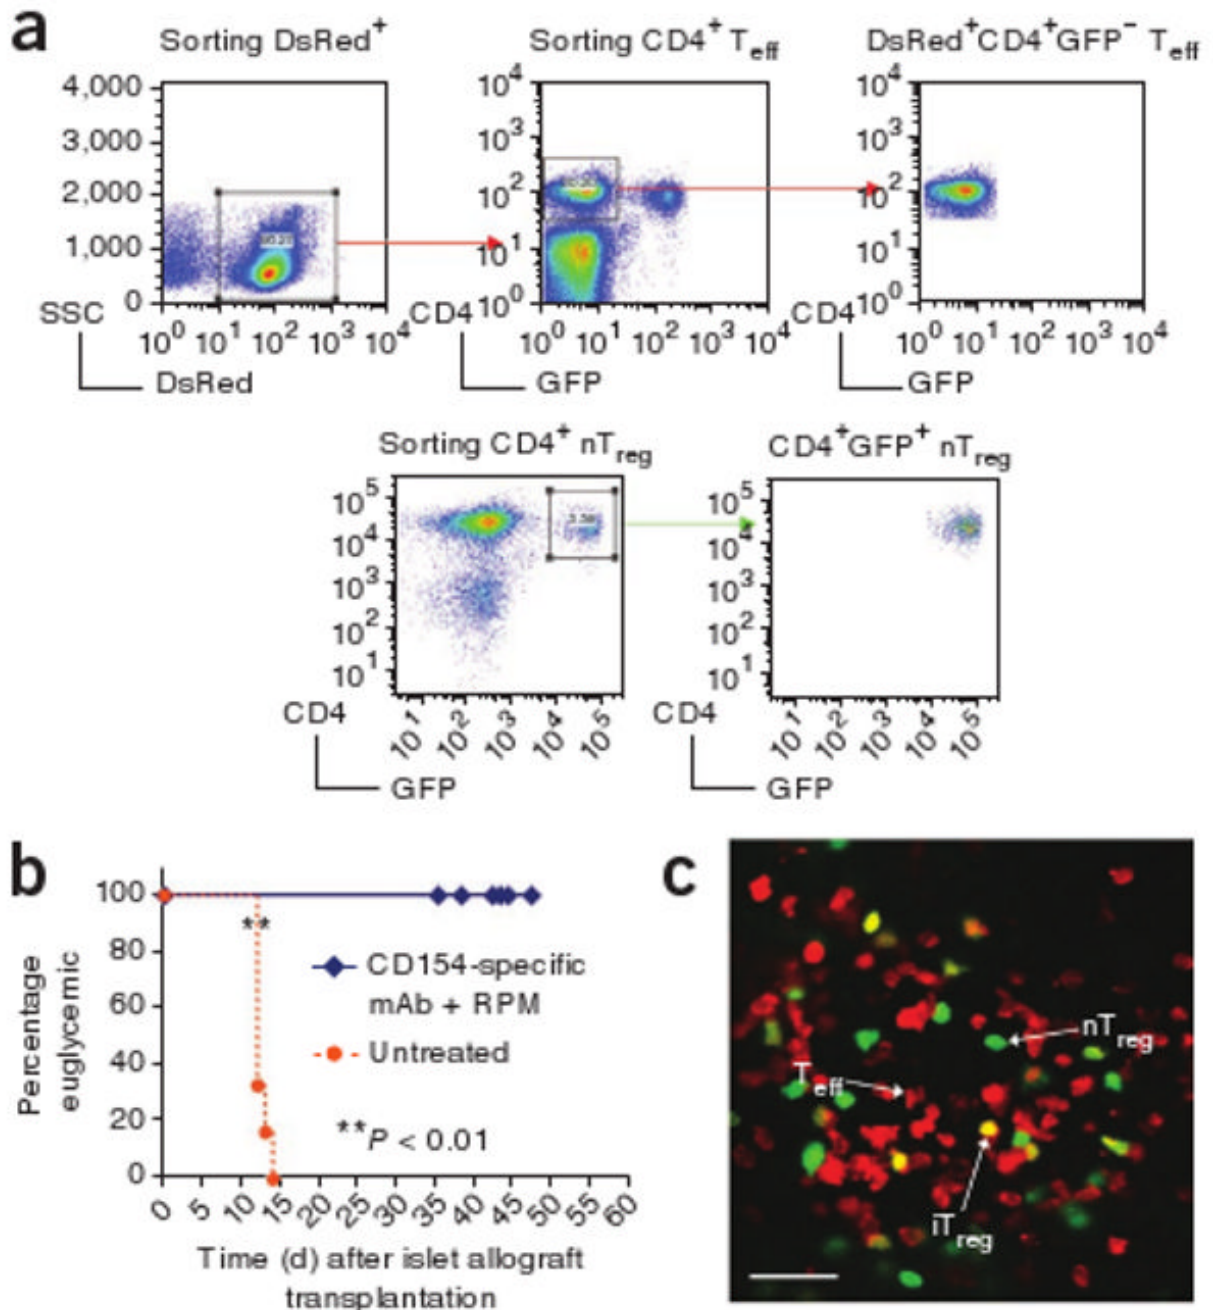 a
Sorting DsRed+
Sorting CD4+ Teff
DsRed+CD4+GFP− Teff
4,000
3,000
2,000
1,000
0
SSC
10^0 10^1 10^2 10^3 10^4
DsRed
10^4
10^3
10^2
10^1
10^0
CD4
10^0 10^1 10^2 10^3 10^4
GFP
10^4
10^3
10^2
10^1
10^0
CD4
10^0 10^1 10^2 10^3 10^4
GFP
Sorting CD4+ nTreg
CD4+GFP+ nTreg
10^5
10^4
10^3
10^2
10^1
CD4
10^1 10^2 10^3 10^4 10^5
GFP
10^5
10^4
10^3
10^2
10^1
CD4
10^1 10^2 10^3 10^4 10^5
GFP
b
Percentage
euglycemic
100
80
60
40
20
0
**
CD154-specific
mAb + RPM
Untreated
**P < 0.01
0 5 10 15 20 25 30 35 40 45 50 55 60
Time (d) after islet allograft
transplantation
c
nTreg
Teff
iTreg